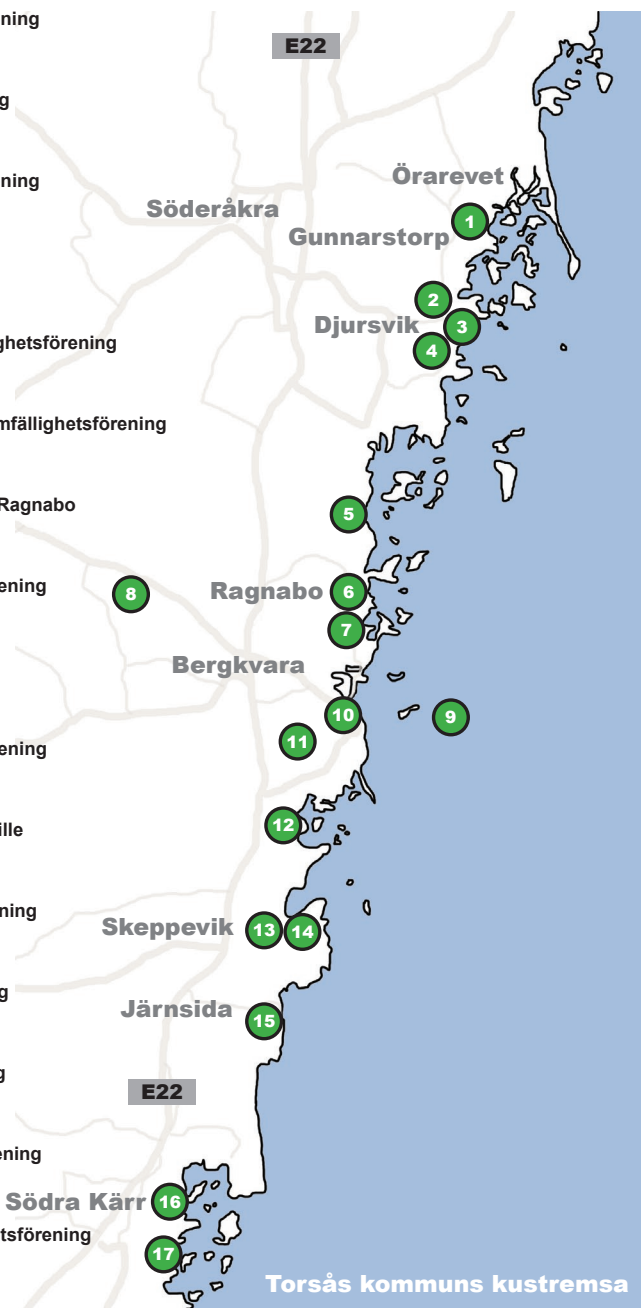 ning
E22
g
ning
Örarevet
Söderåkra
1
Gunnarstorp
2
Djursvik
3
4
ghetsförening
mfällighetsförening
Ragnabo
5
ening
8
Ragnabo
6
7
Bergkvara
10
9
11
ening
12
ille
ning
Skeppevik
13
14
g
Järnsida
15
g
E22
ening
Södra Kärr
16
tsförening
17
Torsås kommuns kustremsa